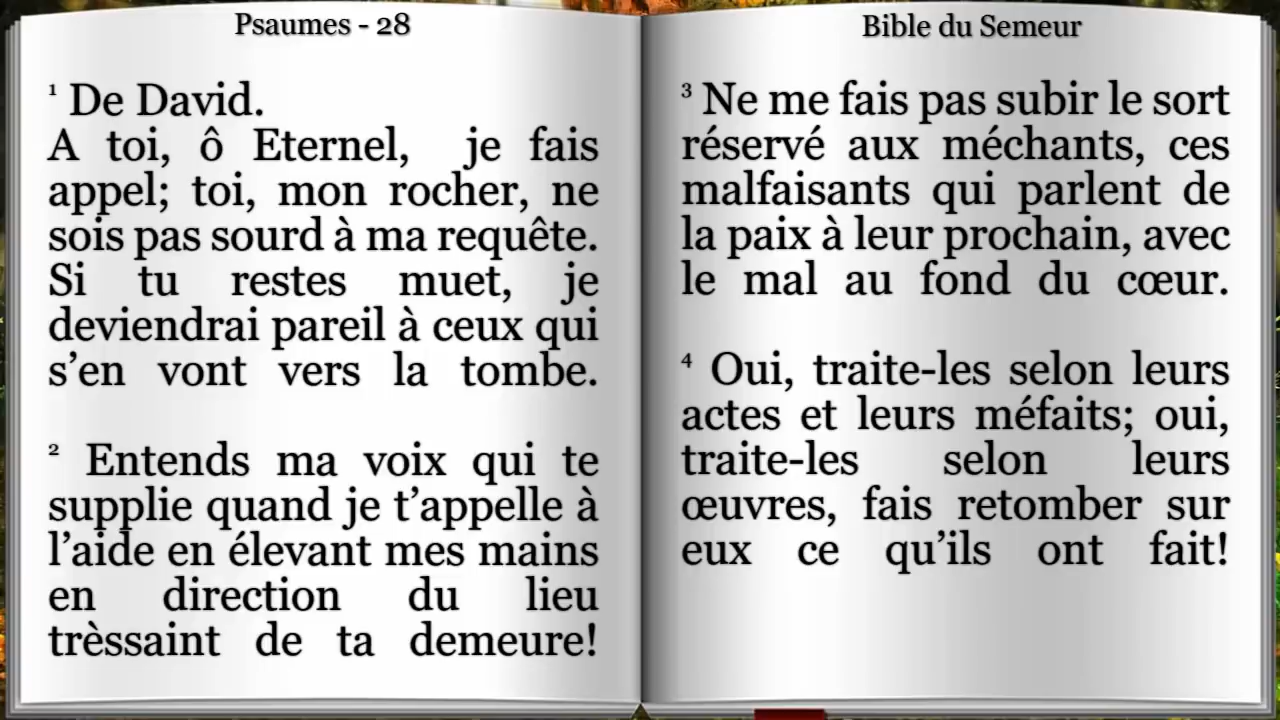 Psaumes - 28
¹ De David.
A toi, ô Eternel, je fais
appel; toi, mon rocher, ne
sois pas sourd à ma requête.
Si tu restes muet, je
deviendrai pareil à ceux qui
s’en vont vers la tombe.
² Entends ma voix qui te
supplie quand je t’appelle à
l’aide en élevant mes mains
en direction du lieu
trèssaint de ta demeure!
Bible du Semeur
³ Ne me fais pas subir le sort
réservé aux méchants, ces
malfaisants qui parlent de
la paix à leur prochain, avec
le mal au fond du cœur.
⁴ Oui, traite-les selon leurs
actes et leurs méfaits; oui,
traite-les selon leurs
œuvres, fais retomber sur
eux ce qu’ils ont fait!